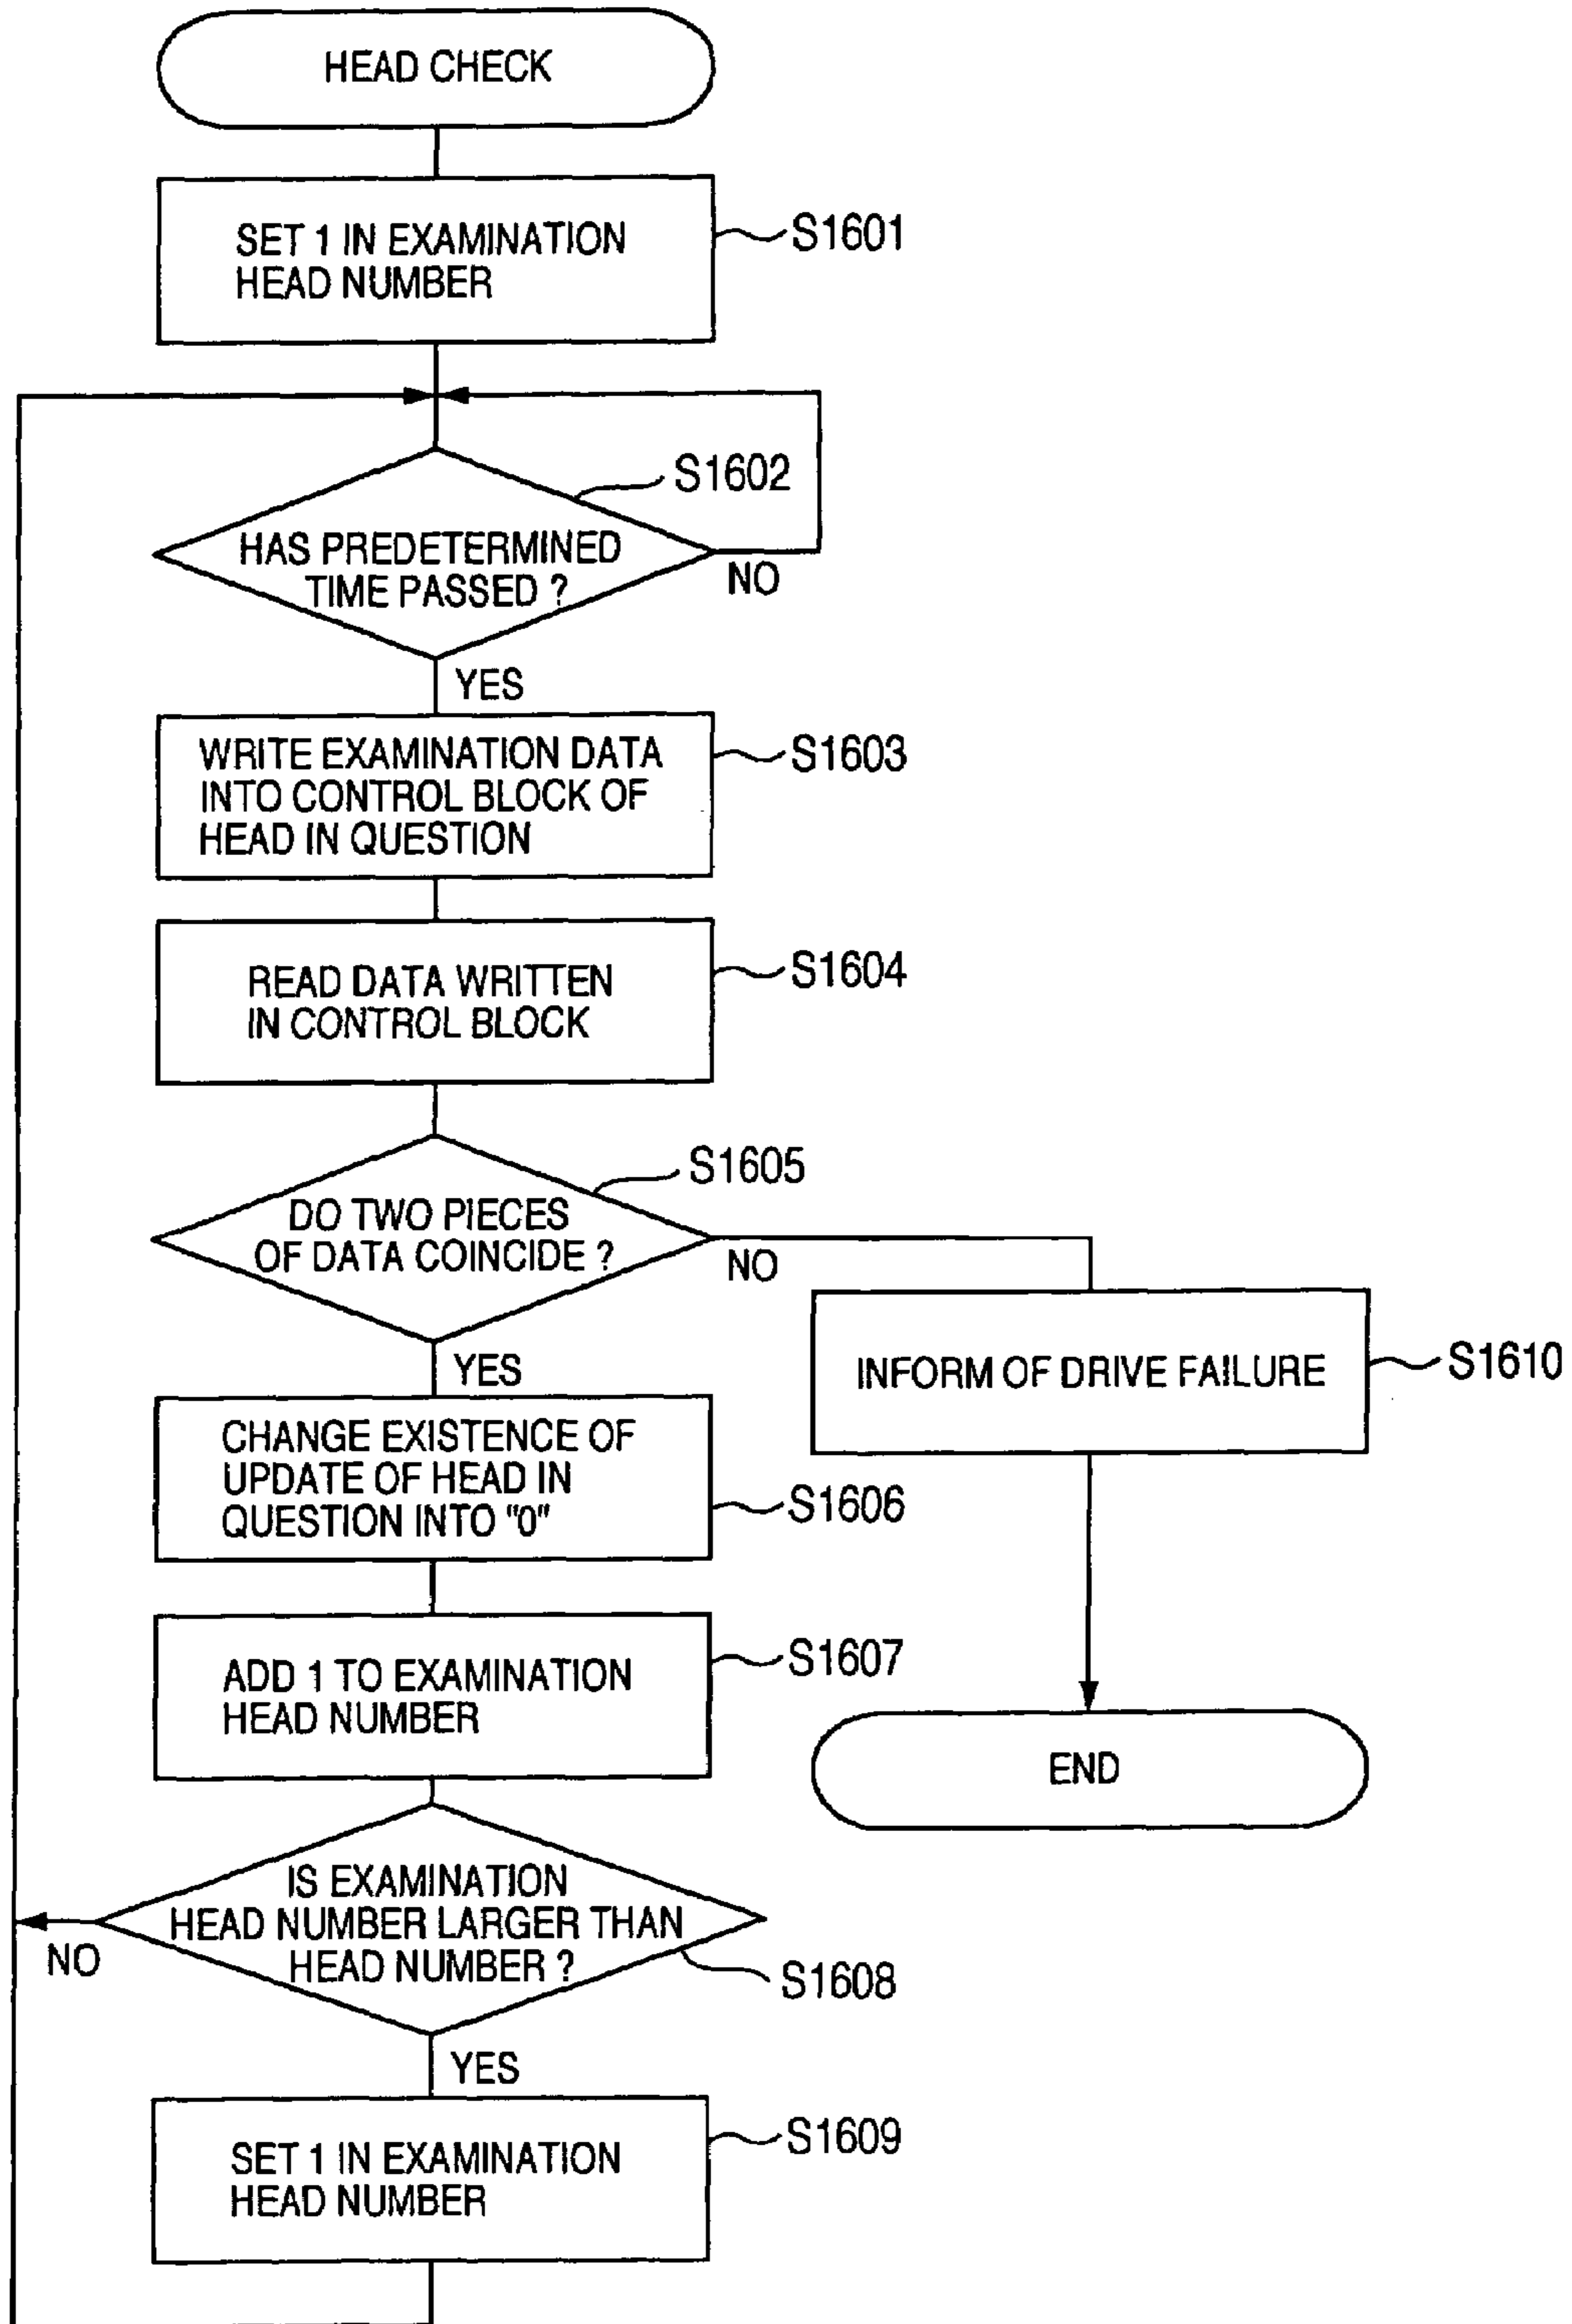 HEAD CHECK
SET 1 IN EXAMINATION
HEAD NUMBER
S1601
S1602
HAS PREDETERMINED
TIME PASSED ?
NO
YES
WRITE EXAMINATION DATA
INTO CONTROL BLOCK OF
HEAD IN QUESTION
S1603
READ DATA WRITTEN
IN CONTROL BLOCK
S1604
S1605
DO TWO PIECES
OF DATA COINCIDE ?
NO
YES
INFORM OF DRIVE FAILURE
S1610
CHANGE EXISTENCE OF
UPDATE OF HEAD IN
QUESTION INTO "0"
S1606
ADD 1 TO EXAMINATION
HEAD NUMBER
S1607
END
IS EXAMINATION
HEAD NUMBER LARGER THAN
HEAD NUMBER ?
NO
S1608
YES
SET 1 IN EXAMINATION
HEAD NUMBER
S1609